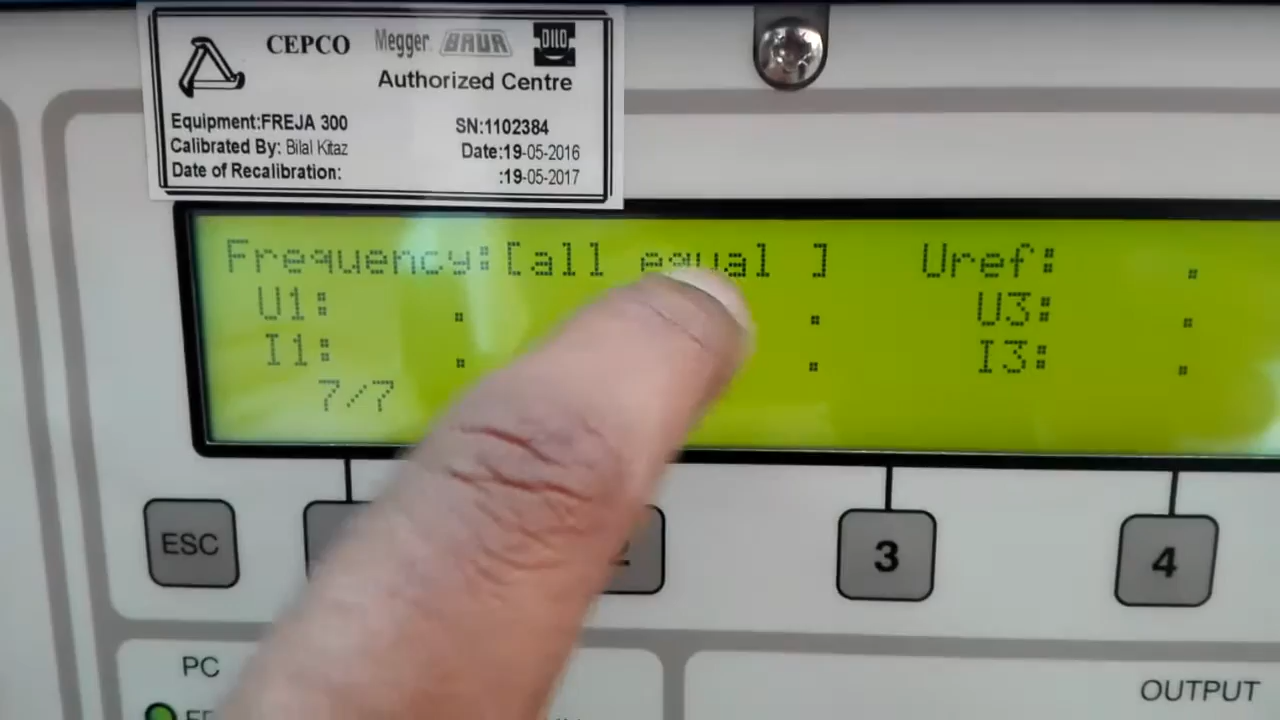 CEPCO Megger BAUR DILO
Authorized Centre
Equipment:FREJA 300 SN:1102384
Calibrated By: Bilal Kitaz Date:19-05-2016
Date of Recalibration: :19-05-2017
Frequency:[all equal ] Uref: .
U1: . . U3: .
I1: . . I3: .
7/7
ESC 2 3 4
PC
OUTPUT